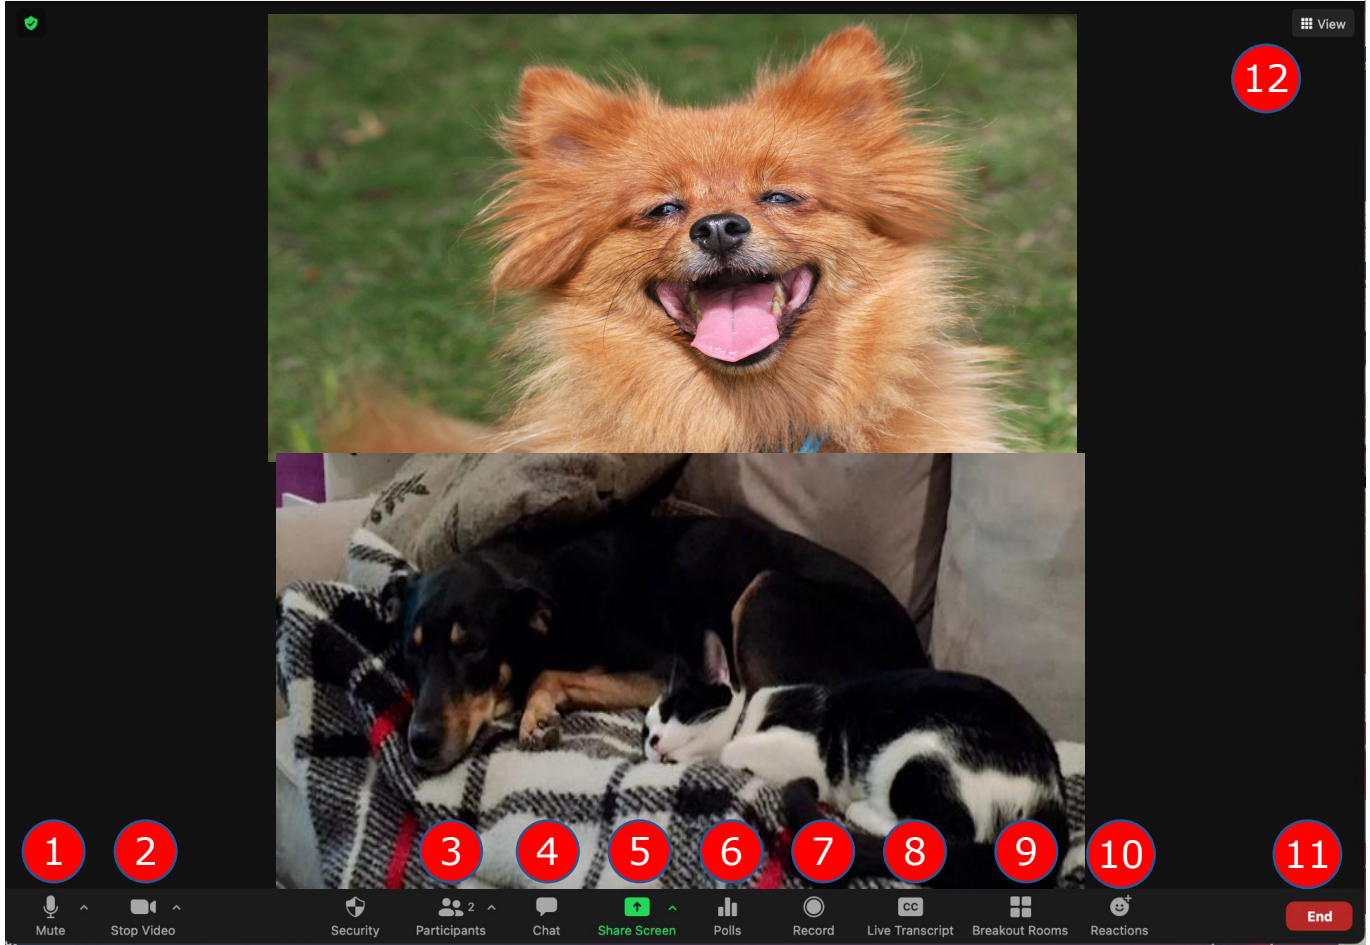 View
12
1 2 3 4 5 6 7 8 9 10 11
2
CC
Mute Stop Video Security Participants Chat Share Screen Polls Record Live Transcript Breakout Rooms Reactions End